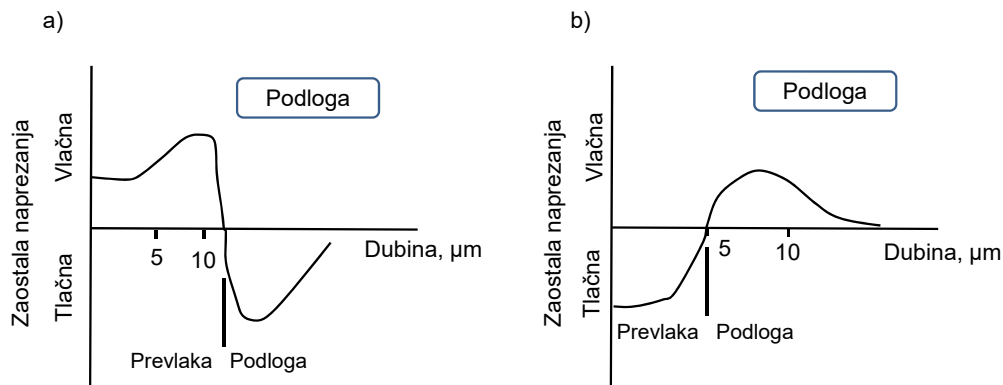 a)
Podloga
Zaostala naprezanja
Vlačna
Tlačna
5
10
Dubina, µm
Prevlaka
Podloga
b)
Podloga
Zaostala naprezanja
Vlačna
Tlačna
5
10
Dubina, µm
Prevlaka
Podloga